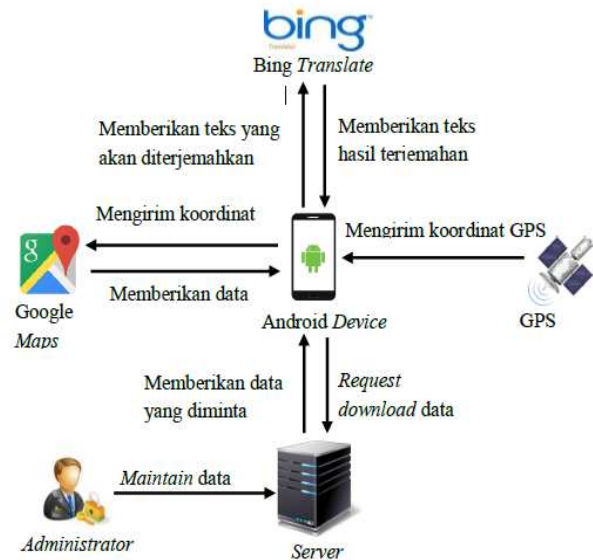 bing
Translator
Bing Translate
Memberikan teks yang
akan diterjemahkan
Memberikan teks
hasil terjemahan
Mengirim koordinat
Mengirim koordinat GPS
g
Memberikan data
Google
Maps
Android Device
GPS
Memberikan data
yang diminta
Request
download data
Maintain data
Administrator
Server